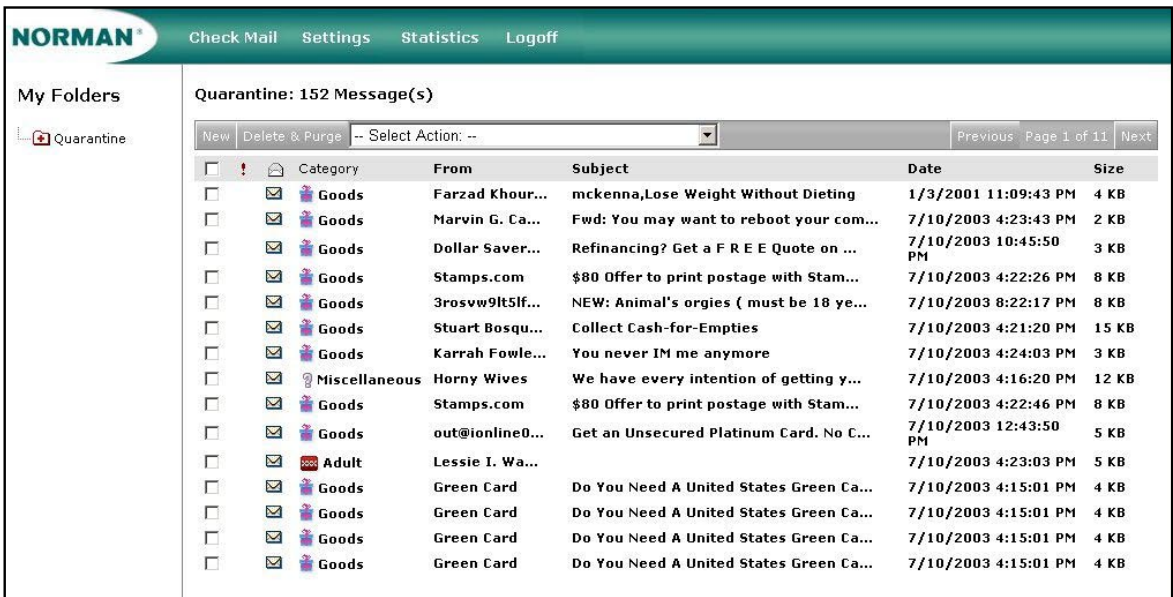 NORMAN®
Check Mail Settings Statistics Logoff
My Folders
Quarantine
Quarantine: 152 Message(s)
New Delete & Purge -- Select Action: -- Previous Page 1 of 11 Next
! Category From Subject Date Size
Goods Farzad Khour... mckenna,Lose Weight Without Dieting 1/3/2001 11:09:43 PM 4 KB
Goods Marvin G. Ca... Fwd: You may want to reboot your com... 7/10/2003 4:23:43 PM 2 KB
Goods Dollar Saver... Refinancing? Get a F R E E Quote on ... 7/10/2003 10:45:50 PM 3 KB
Goods Stamps.com $80 Offer to print postage with Stam... 7/10/2003 4:22:26 PM 8 KB
Goods 3rosvw9lt5lf... NEW: Animal's orgies ( must be 18 ye... 7/10/2003 8:22:17 PM 8 KB
Goods Stuart Bosqu... Collect Cash-for-Empties 7/10/2003 4:21:20 PM 15 KB
Goods Karrah Fowle... You never IM me anymore 7/10/2003 4:24:03 PM 3 KB
Miscellaneous Horny Wives We have every intention of getting y... 7/10/2003 4:16:20 PM 12 KB
Goods Stamps.com $80 Offer to print postage with Stam... 7/10/2003 4:22:46 PM 8 KB
Goods out@ionline0... Get an Unsecured Platinum Card. No C... 7/10/2003 12:43:50 PM 5 KB
XXX Adult Lessie I. Wa... 7/10/2003 4:23:03 PM 5 KB
Goods Green Card Do You Need A United States Green Ca... 7/10/2003 4:15:01 PM 4 KB
Goods Green Card Do You Need A United States Green Ca... 7/10/2003 4:15:01 PM 4 KB
Goods Green Card Do You Need A United States Green Ca... 7/10/2003 4:15:01 PM 4 KB
Goods Green Card Do You Need A United States Green Ca... 7/10/2003 4:15:01 PM 4 KB